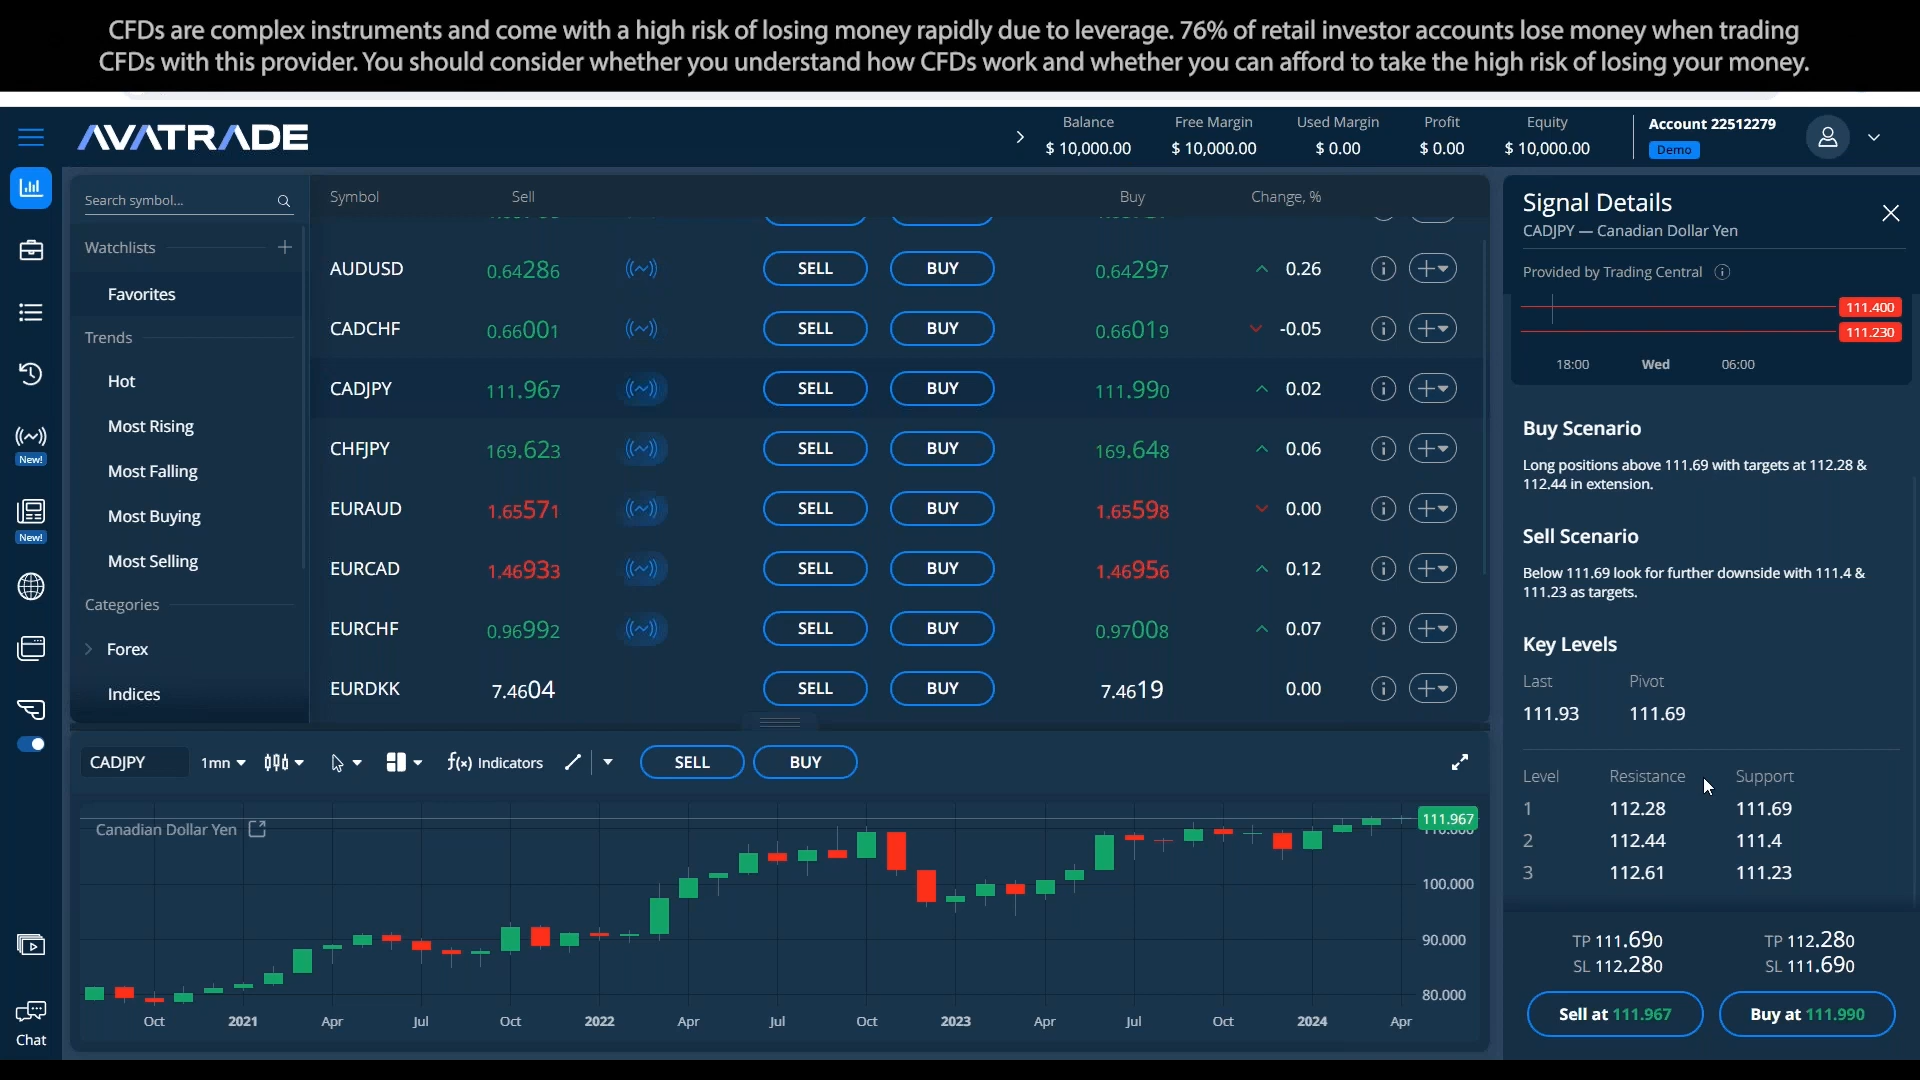 CFDs are complex instruments and come with a high risk of losing money rapidly due to leverage. 76% of retail investor accounts lose money when trading
CFDs with this provider. You should consider whether you understand how CFDs work and whether you can afford to take the high risk of losing your money.
AVATRADE
Balance Free Margin Used Margin Profit Equity
$ 10,000.00 $ 10,000.00 $ 0.00 $ 0.00 $ 10,000.00
Account 22512279
Demo
Search symbol...
Watchlists
Favorites
Trends
Hot
Most Rising
Most Falling
Most Buying
Most Selling
Categories
Forex
Indices
New!
New!
Chat
Symbol Sell Buy Change, %
AUDUSD 0.64286 SELL BUY 0.64297 0.26
CADCHF 0.66001 SELL BUY 0.66019 -0.05
CADJPY 111.967 SELL BUY 111.990 0.02
CHFJPY 169.623 SELL BUY 169.648 0.06
EURAUD 1.65571 SELL BUY 1.65598 0.00
EURCAD 1.46933 SELL BUY 1.46956 0.12
EURCHF 0.96992 SELL BUY 0.97008 0.07
EURDKK 7.4604 SELL BUY 7.4619 0.00
CADJPY 1mn f(x) Indicators SELL BUY
Canadian Dollar Yen
111.967
100.000
90.000
80.000
Oct 2021 Apr Jul Oct 2022 Apr Jul Oct 2023 Apr Jul Oct 2024 Apr
Signal Details
CADJPY — Canadian Dollar Yen
Provided by Trading Central
111.400
111.230
18:00 Wed 06:00
Buy Scenario
Long positions above 111.69 with targets at 112.28 &
112.44 in extension.
Sell Scenario
Below 111.69 look for further downside with 111.4 &
111.23 as targets.
Key Levels
Last Pivot
111.93 111.69
Level Resistance Support
1 112.28 111.69
2 112.44 111.4
3 112.61 111.23
TP 111.690 TP 112.280
SL 112.280 SL 111.690
Sell at 111.967 Buy at 111.990